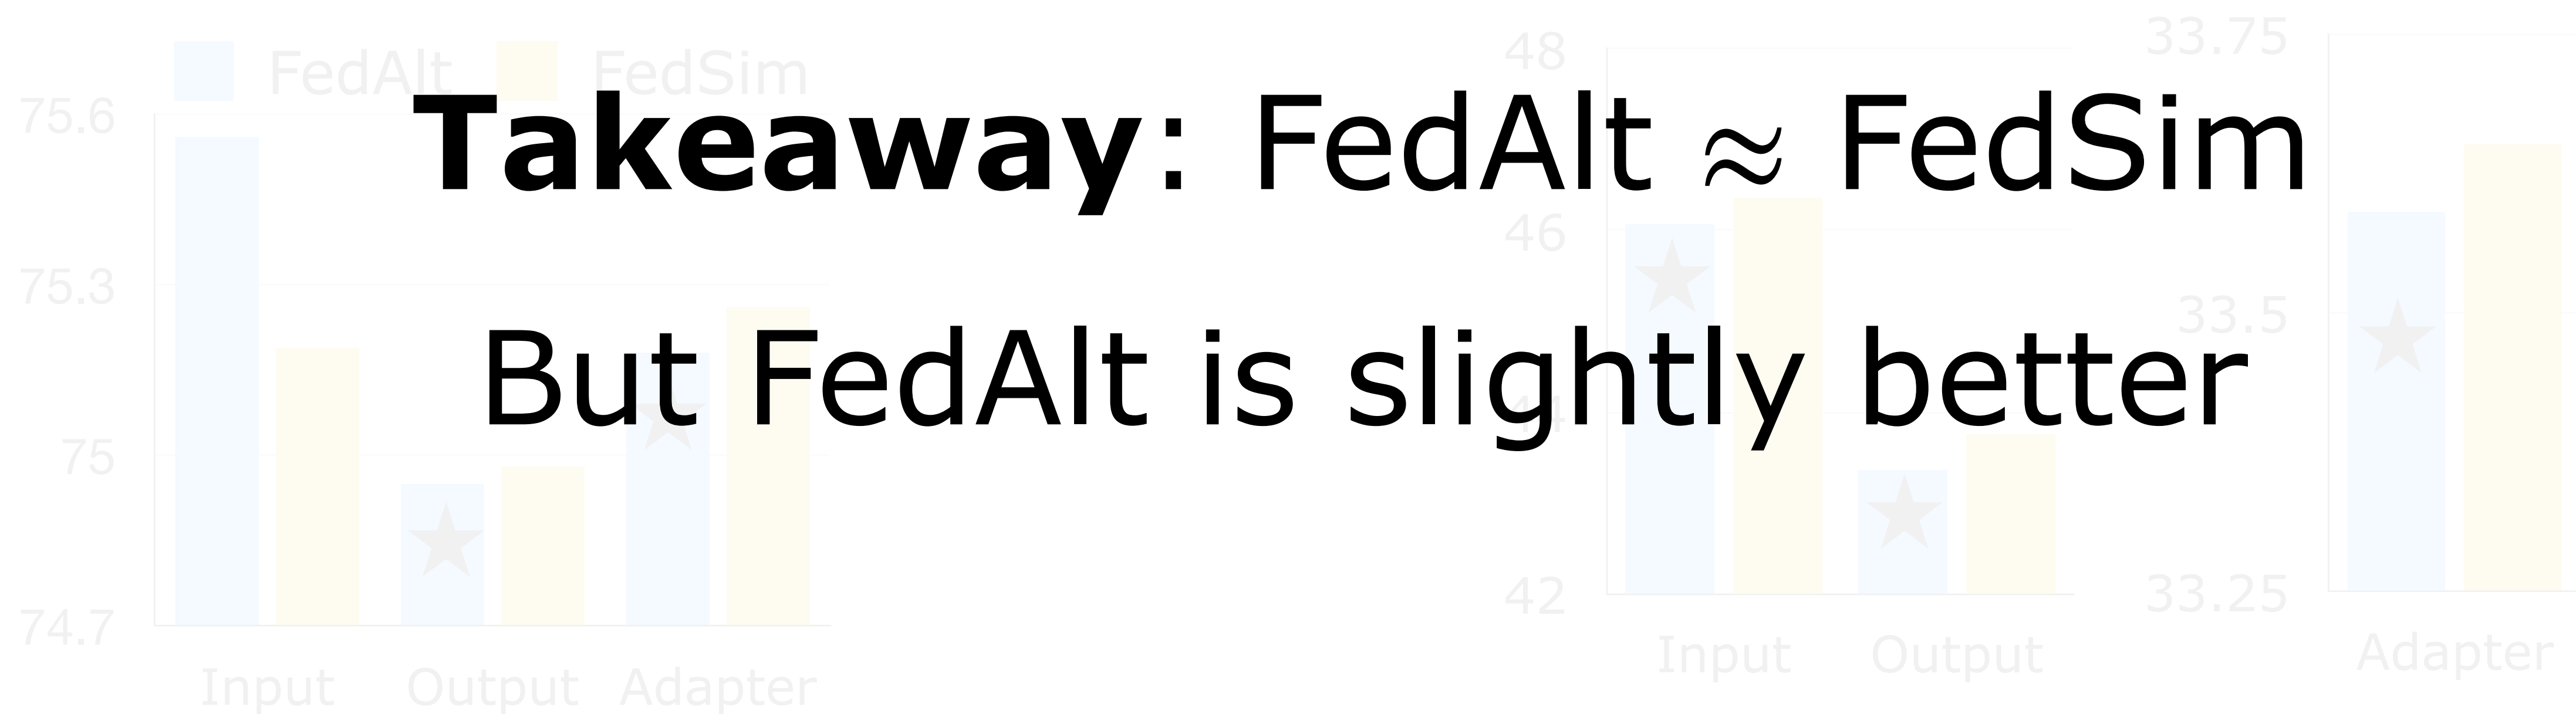 FedAlt FedSim
Takeaway: FedAlt ≈ FedSim
But FedAlt is slightly better
75.6
75.3
75
74.7
Input Output Adapter
48
46
44
42
Input Output
33.75
33.5
33.25
Adapter